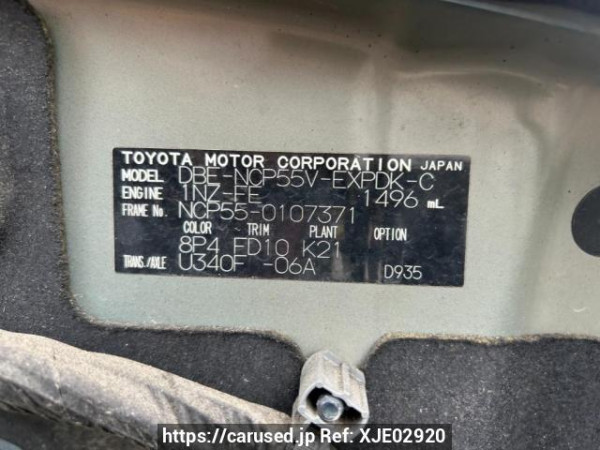 TOYOTA MOTOR CORPORATION JAPAN
MODEL DBE-NCP55V-EXPDK-C
ENGINE 1NZ-FE 1496 mL
FRAME No. NCP55-0107371
COLOR TRIM PLANT OPTION
8P4 FD10 K21
TRANS./AXLE U340F -06A D935
https://carused.jp Ref: XJE02920